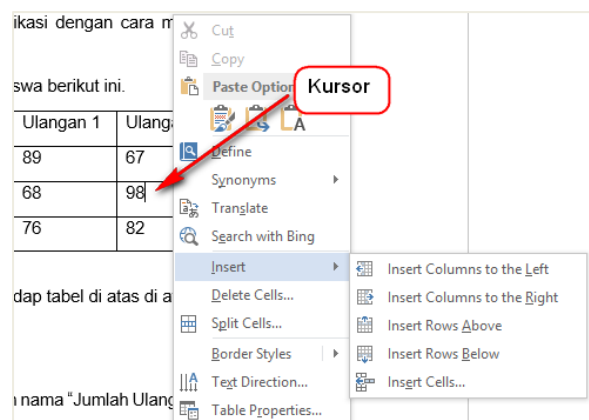 ikasi dengan cara m
swa berikut ini.
Ulangan 1 Ulanga
89 67
68 98
76 82
dap tabel di atas di a
nama "Jumlah Ulang
Kursor
Cut
Copy
Paste Option
Define
Synonyms
Translate
Search with Bing
Insert
Delete Cells...
Split Cells...
Border Styles
Text Direction...
Table Properties...
Insert Columns to the Left
Insert Columns to the Right
Insert Rows Above
Insert Rows Below
Insert Cells...